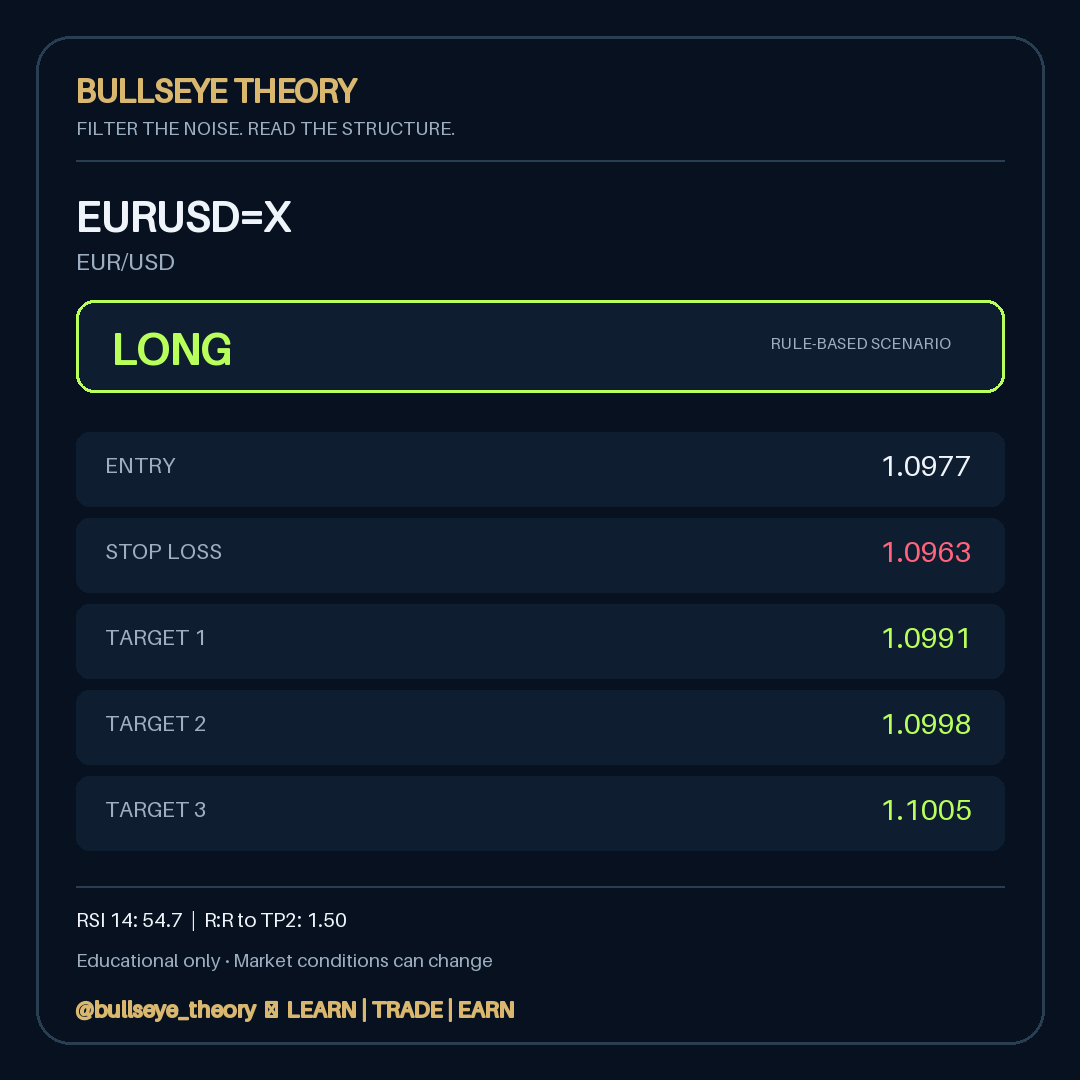 BULLSEYE THEORY
FILTER THE NOISE. READ THE STRUCTURE.
EURUSD=X
EUR/USD
LONG RULE-BASED SCENARIO
ENTRY 1.0977
STOP LOSS 1.0963
TARGET 1 1.0991
TARGET 2 1.0998
TARGET 3 1.1005
RSI 14: 54.7 | R:R to TP2: 1.50
Educational only · Market conditions can change
@bullseye_theory LEARN | TRADE | EARN